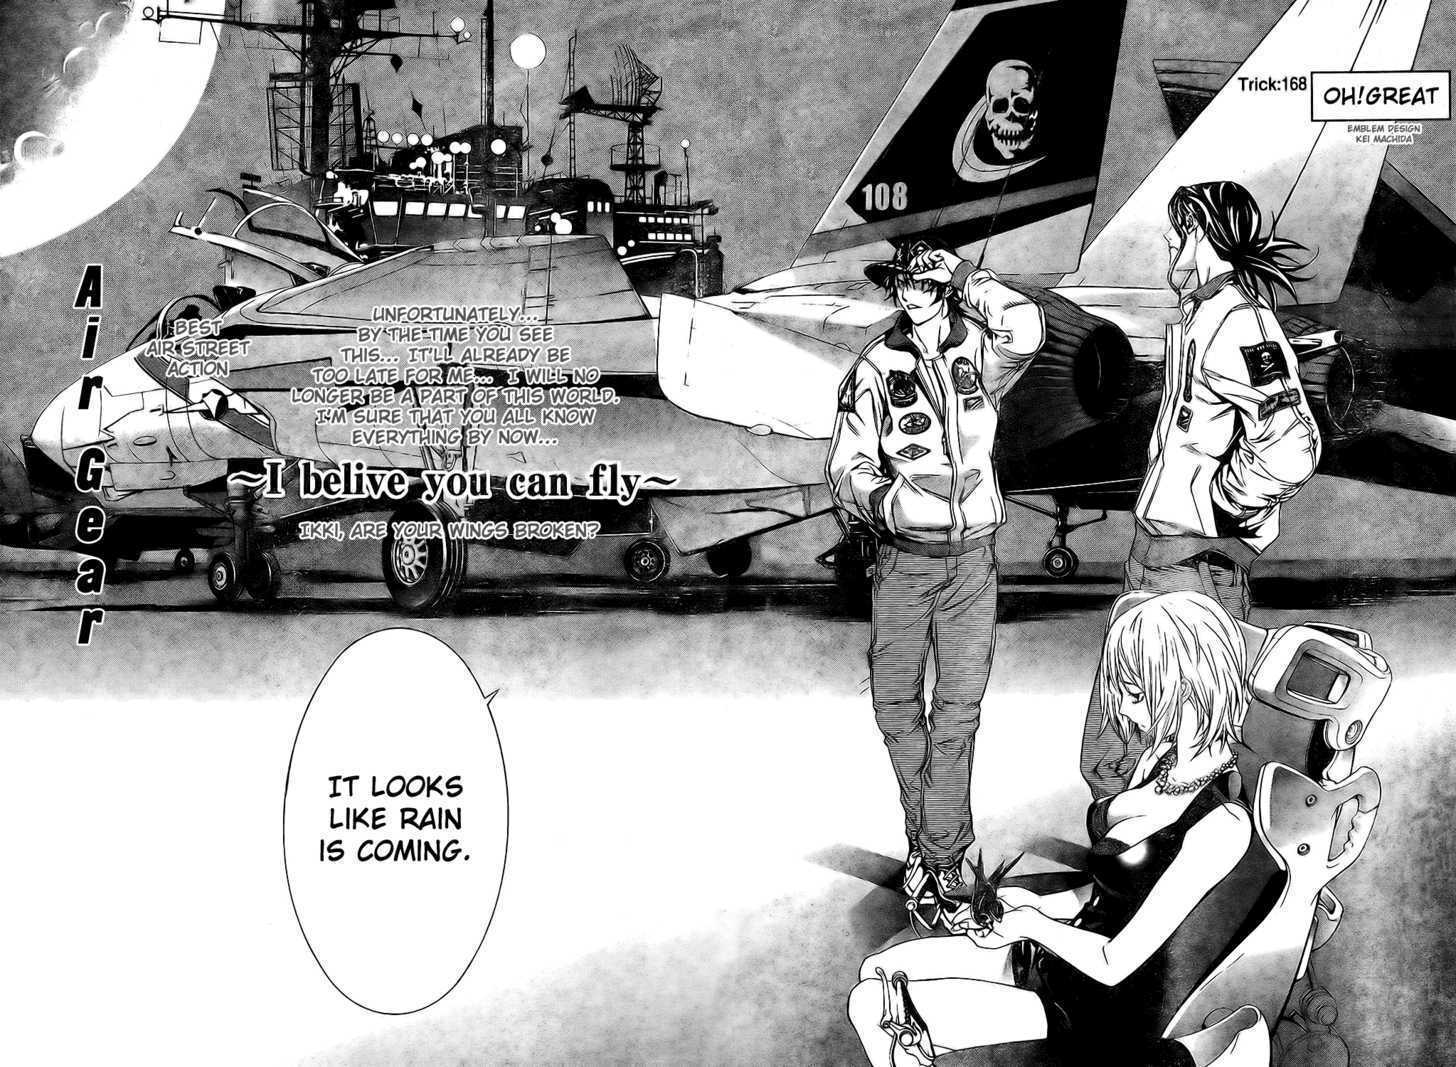 Trick:168
OH!GREAT
EMBLEM DESIGN
KEI MACHIDA
108
Air Gear
BEST
AIR STREET
ACTION
UNFORTUNATELY...
BY THE TIME YOU SEE
THIS... IT'LL ALREADY BE
TOO LATE FOR ME... I WILL NO
LONGER BE A PART OF THIS WORLD.
I'M SURE THAT YOU ALL KNOW
EVERYTHING BY NOW...
~I belive you can fly~
IKKI, ARE YOUR WINGS BROKEN?
IT LOOKS
LIKE RAIN
IS COMING.